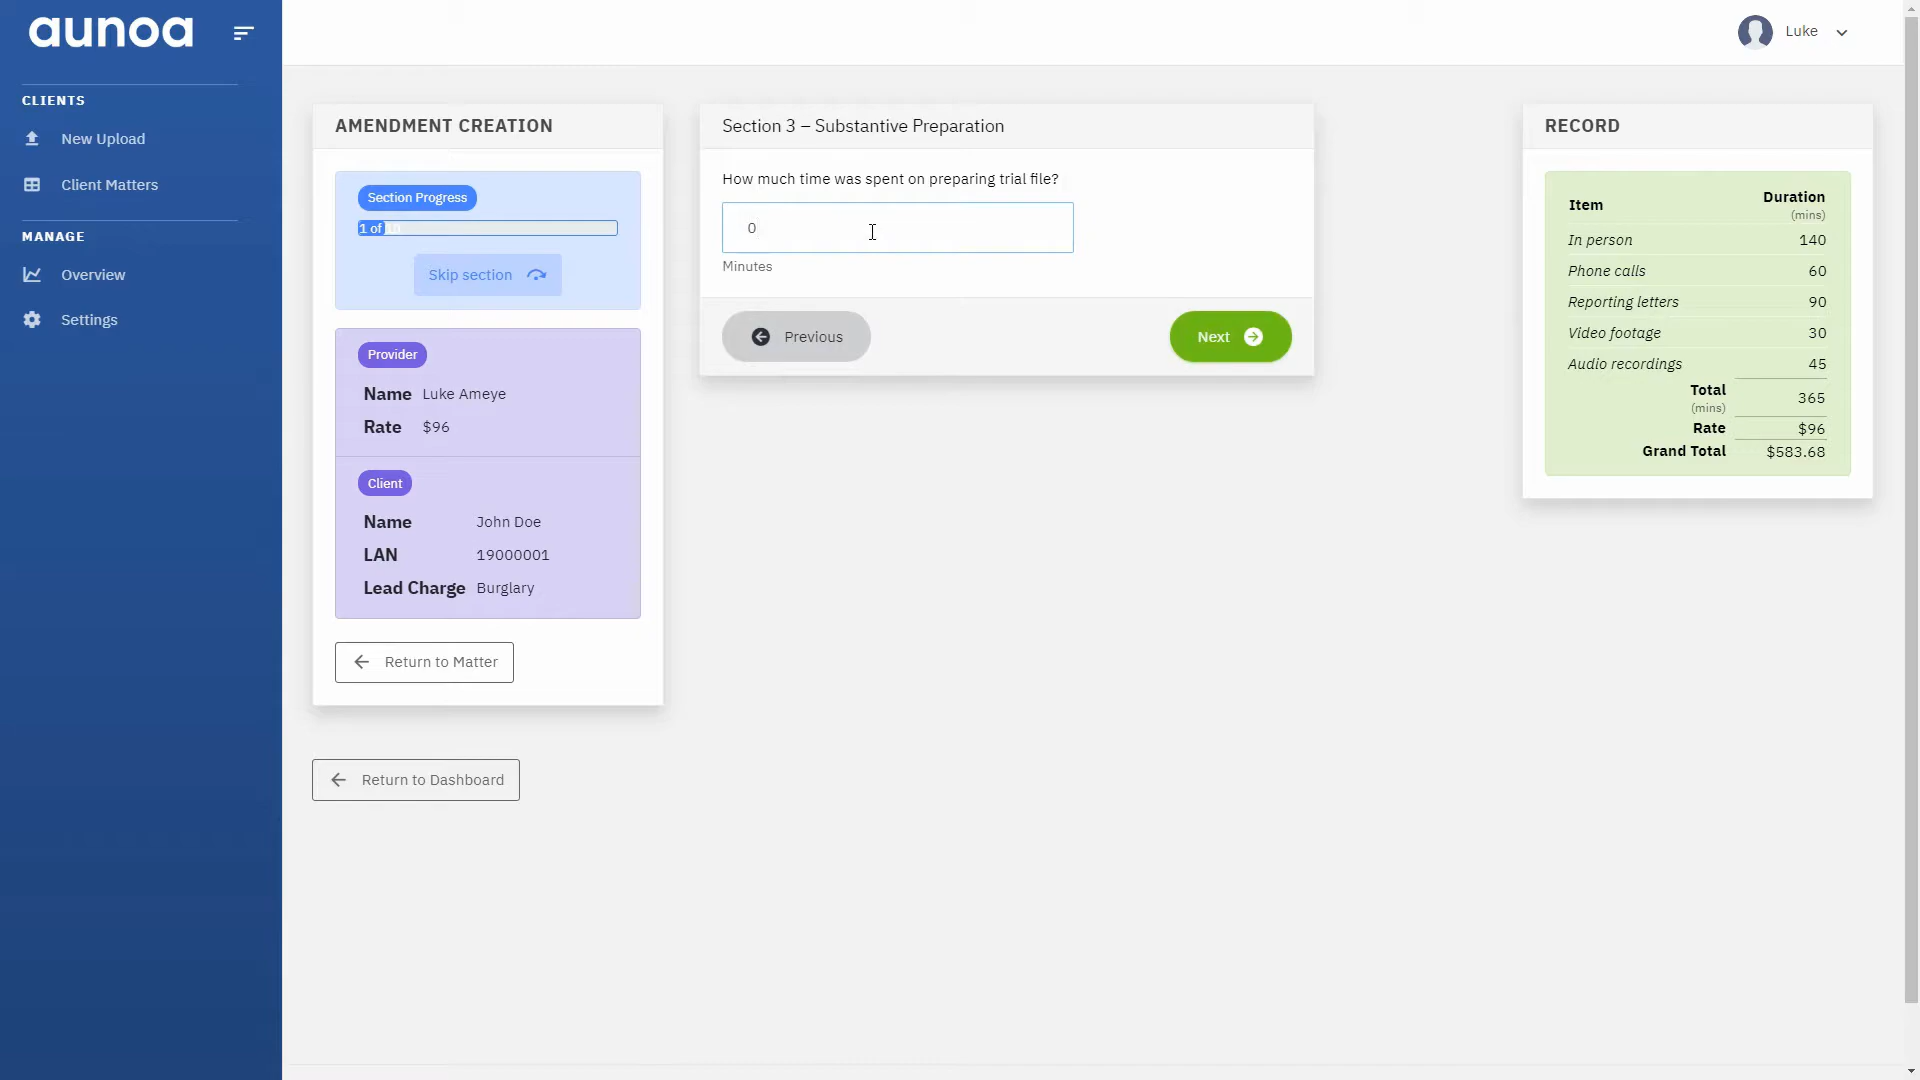 aunoa
CLIENTS
New Upload
Client Matters
MANAGE
Overview
Settings
Luke
AMENDMENT CREATION
Section Progress
1 of 10
Skip section
Provider
Name Luke Ameye
Rate $96
Client
Name John Doe
LAN 19000001
Lead Charge Burglary
Return to Matter
Return to Dashboard
Section 3 – Substantive Preparation
How much time was spent on preparing trial file?
0
Minutes
Previous
Next
RECORD
Item Duration
(mins)
In person 140
Phone calls 60
Reporting letters 90
Video footage 30
Audio recordings 45
Total 365
(mins)
Rate $96
Grand Total $583.68